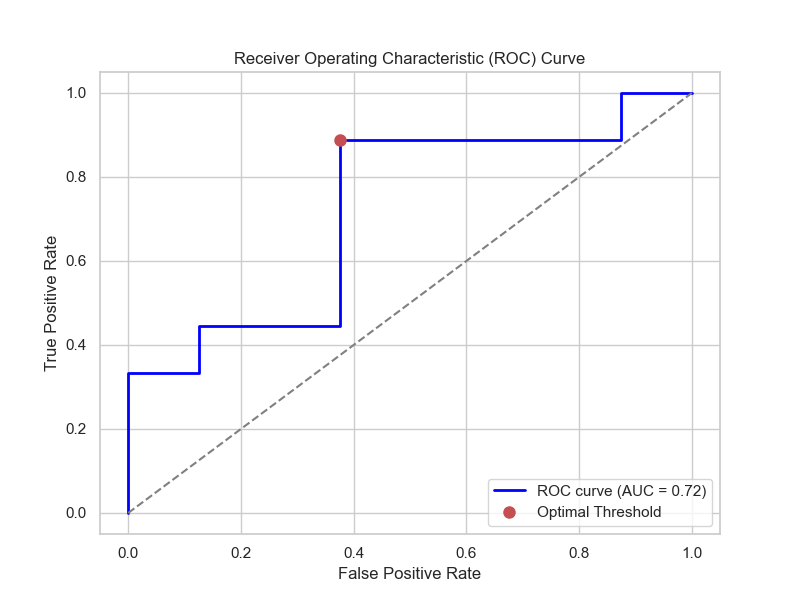 Receiver Operating Characteristic (ROC) Curve
1.0
0.8
0.6
0.4
0.2
0.0
True Positive Rate
0.0 0.2 0.4 0.6 0.8 1.0
False Positive Rate
ROC curve (AUC = 0.72)
Optimal Threshold